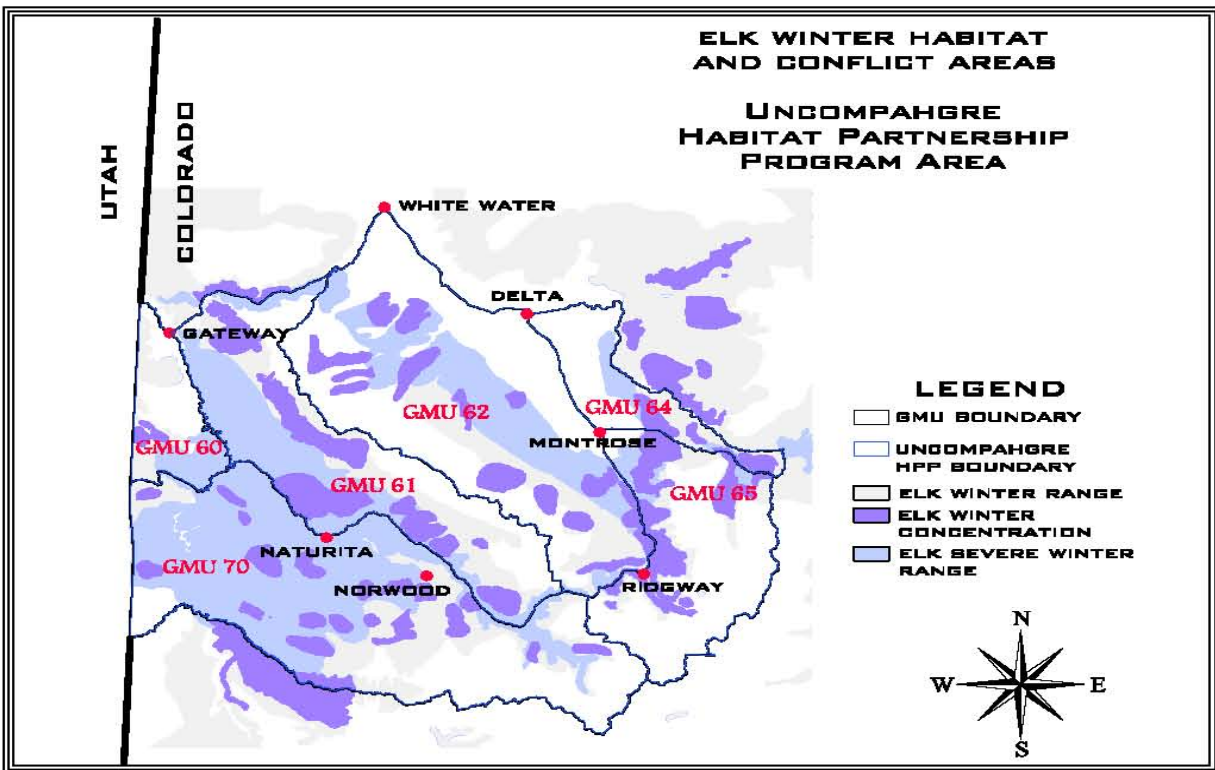 ELK WINTER HABITAT
AND CONFLICT AREAS
UNCOMPAHGRE
HABITAT PARTNERSHIP
PROGRAM AREA
UTAH
COLORADO
WHITE WATER
DELTA
GATEWAY
GMU 62
GMU 64
MONTROSE
GMU 60
GMU 61
GMU 65
NATURITA
GMU 70
NORWOOD
RIDGWAY
LEGEND
GMU BOUNDARY
UNCOMPAHGRE
HPP BOUNDARY
ELK WINTER RANGE
ELK WINTER
CONCENTRATION
ELK SEVERE WINTER
RANGE
N
W
E
S